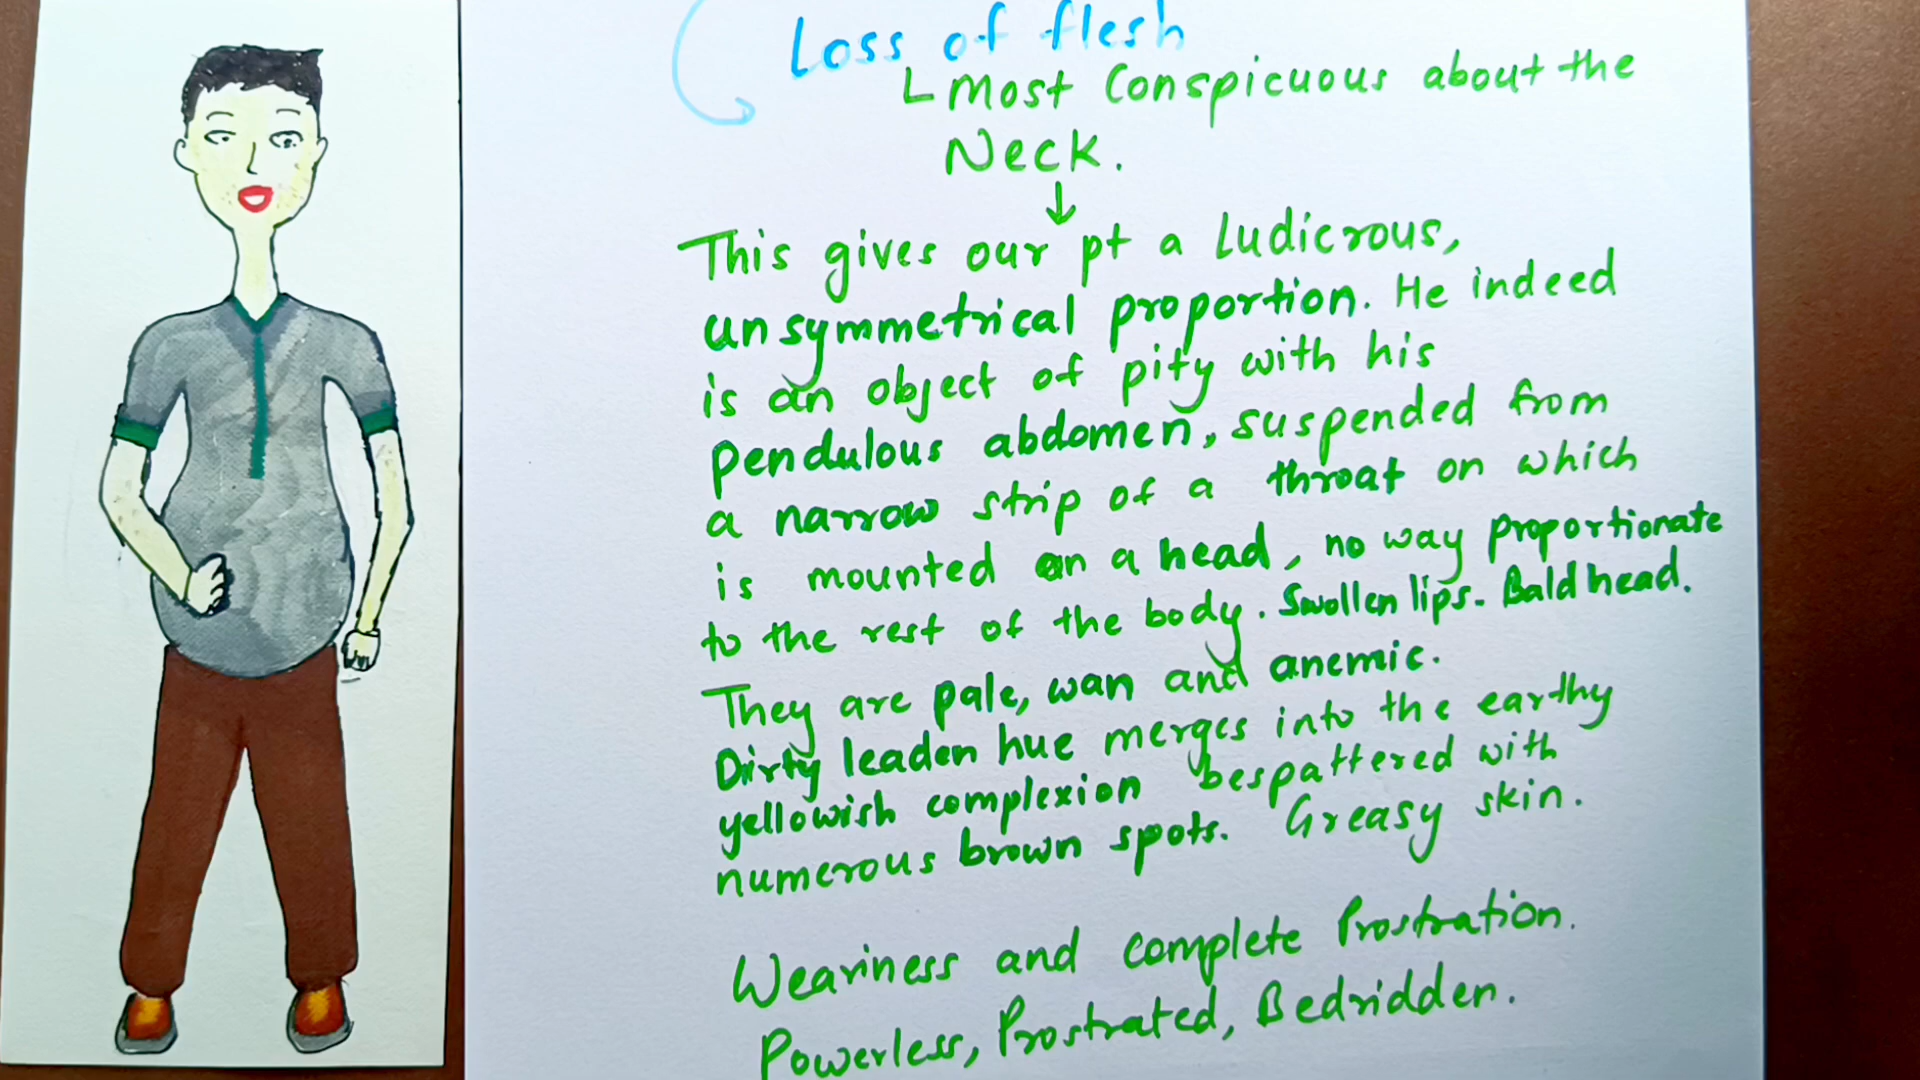 Loss of flesh
Most Conspicuous about the
Neck.
This gives our pt a Ludicrous,
unsymmetrical proportion. He indeed
is an object of pity with his
pendulous abdomen, suspended from
a narrow strip of a throat on which
is mounted on a head, no way proportionate
to the rest of the body. Swollen lips. Bald head.
They are pale, wan and anemic.
Dirty leaden hue merges into the earthy
yellowish complexion bespattered with
numerous brown spots. Greasy skin.
Weariness and complete Prostration.
Powerless, Prostrated, Bedridden.